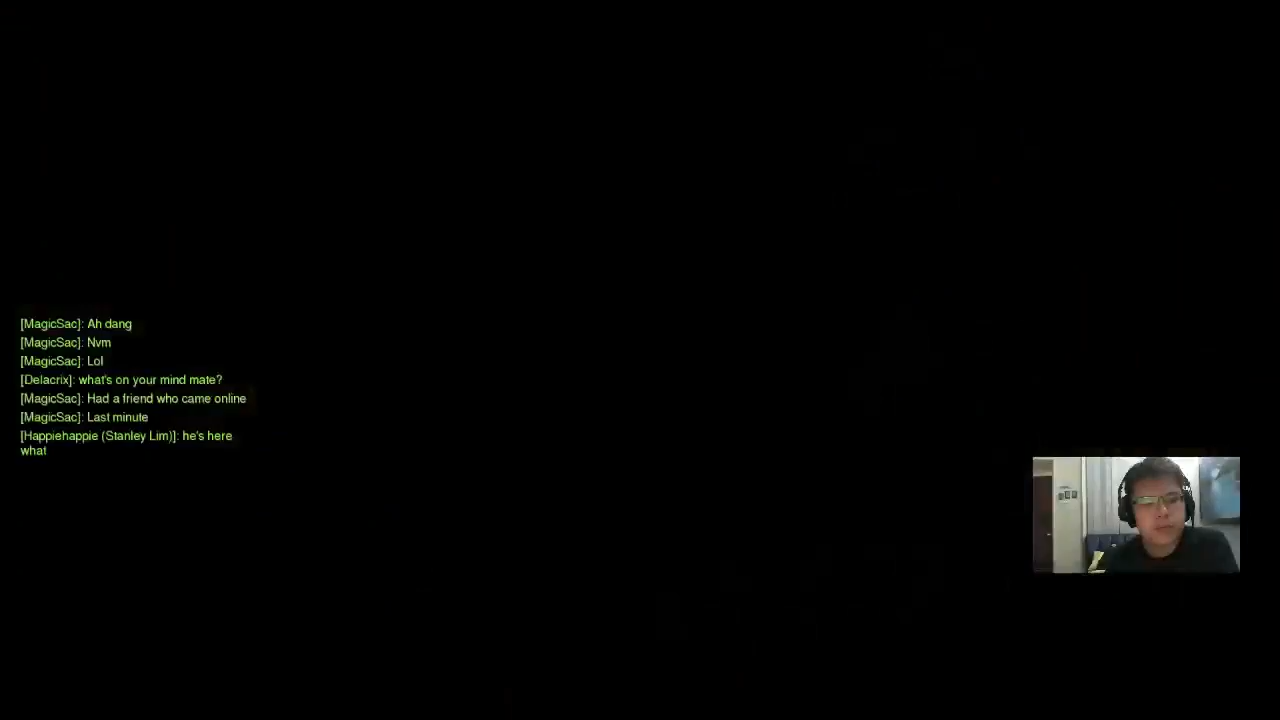 [MagicSac]: Ah dang
[MagicSac]: Nvm
[MagicSac]: Lol
[Delacrix]: what's on your mind mate?
[MagicSac]: Had a friend who came online
[MagicSac]: Last minute
[Happiehappie (Stanley Lim)]: he's here
what